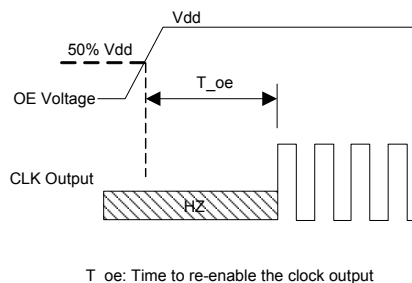 Vdd
50% Vdd
T_oe
OE Voltage
CLK Output
HZ
T_oe: Time to re-enable the clock output